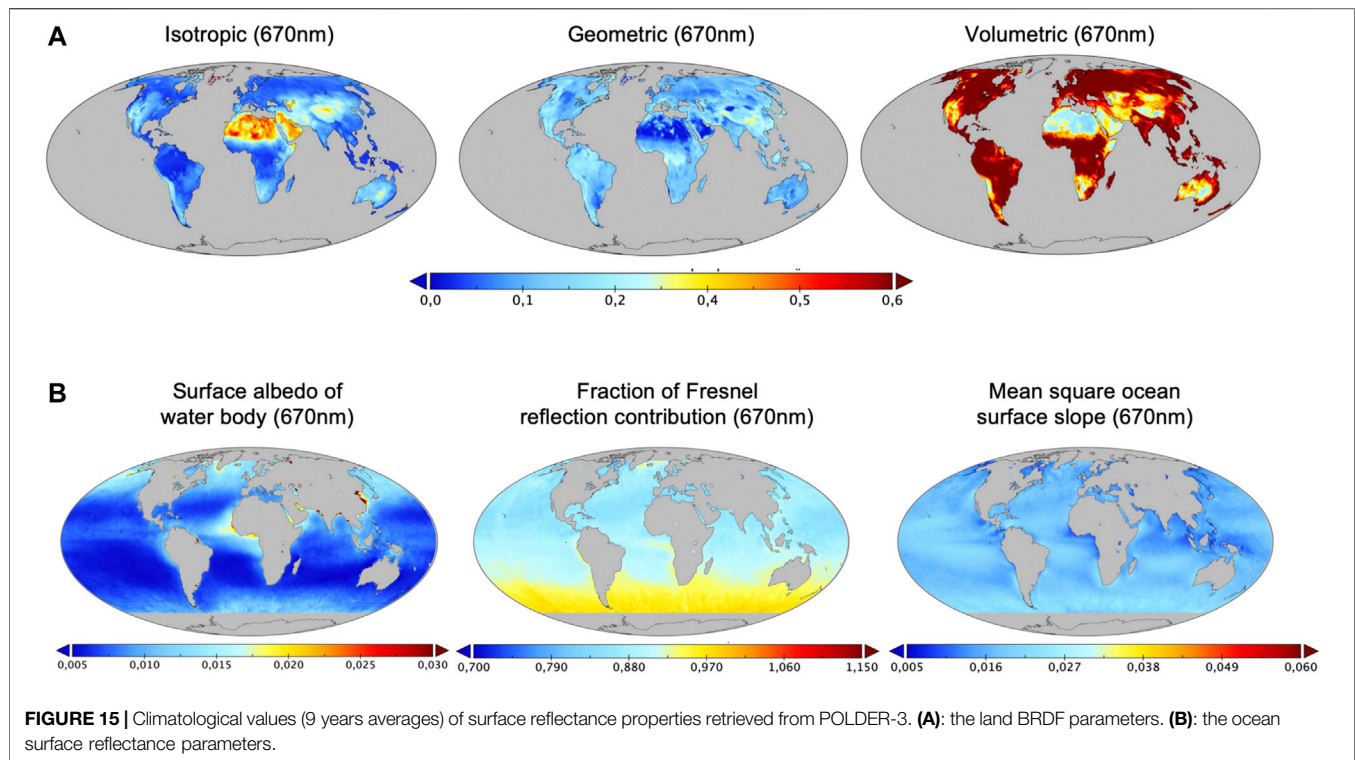 A
Isotropic (670nm)
Geometric (670nm)
Volumetric (670nm)
0,0 0,1 0,2 0,4 0,5 0,6
B
Surface albedo of
water body (670nm)
Fraction of Fresnel
reflection contribution (670nm)
Mean square ocean
surface slope (670nm)
0,005 0,010 0,015 0,020 0,025 0,030
0,700 0,790 0,880 0,970 1,060 1,150
0,005 0,016 0,027 0,038 0,049 0,060
FIGURE 15 | Climatological values (9 years averages) of surface reflectance properties retrieved from POLDER-3. (A): the land BRDF parameters. (B): the ocean
surface reflectance parameters.